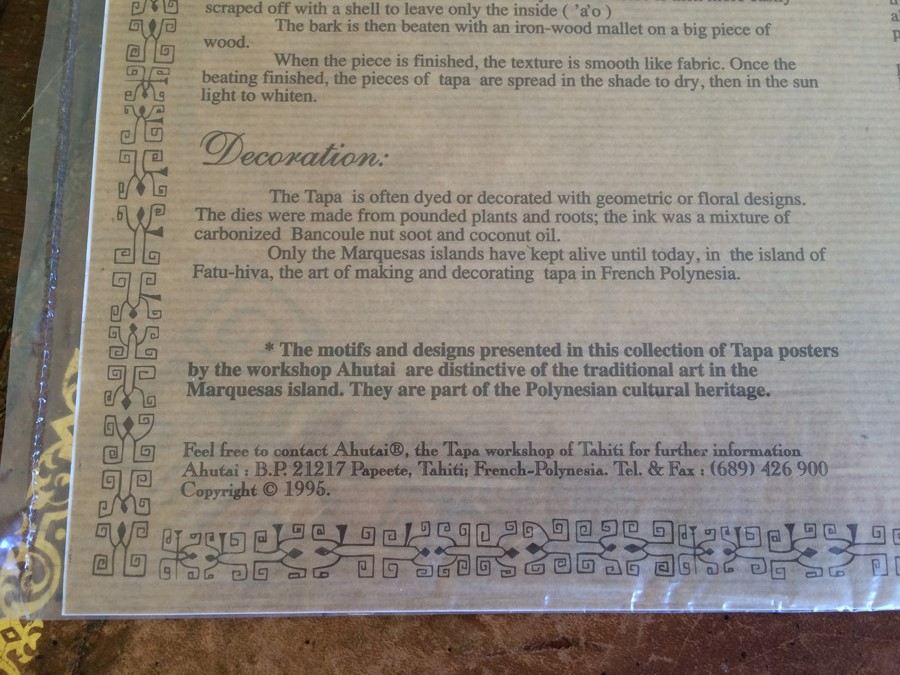 scraped off with a shell to leave only the inside ( 'a'o )
The bark is then beaten with an iron-wood mallet on a big piece of
wood.
When the piece is finished, the texture is smooth like fabric. Once the
beating finished, the pieces of tapa are spread in the shade to dry, then in the sun
light to whiten.
Decoration:
The Tapa is often dyed or decorated with geometric or floral designs.
The dies were made from pounded plants and roots; the ink was a mixture of
carbonized Bancoule nut soot and coconut oil.
Only the Marquesas islands have kept alive until today, in the island of
Fatu-hiva, the art of making and decorating tapa in French Polynesia.
* The motifs and designs presented in this collection of Tapa posters
by the workshop Ahutai are distinctive of the traditional art in the
Marquesas island. They are part of the Polynesian cultural heritage.
Feel free to contact Ahutai®, the Tapa workshop of Tahiti for further information
Ahutai : B.P. 21217 Papeete, Tahiti; French-Polynesia. Tel. & Fax : (689) 426 900
Copyright © 1995.